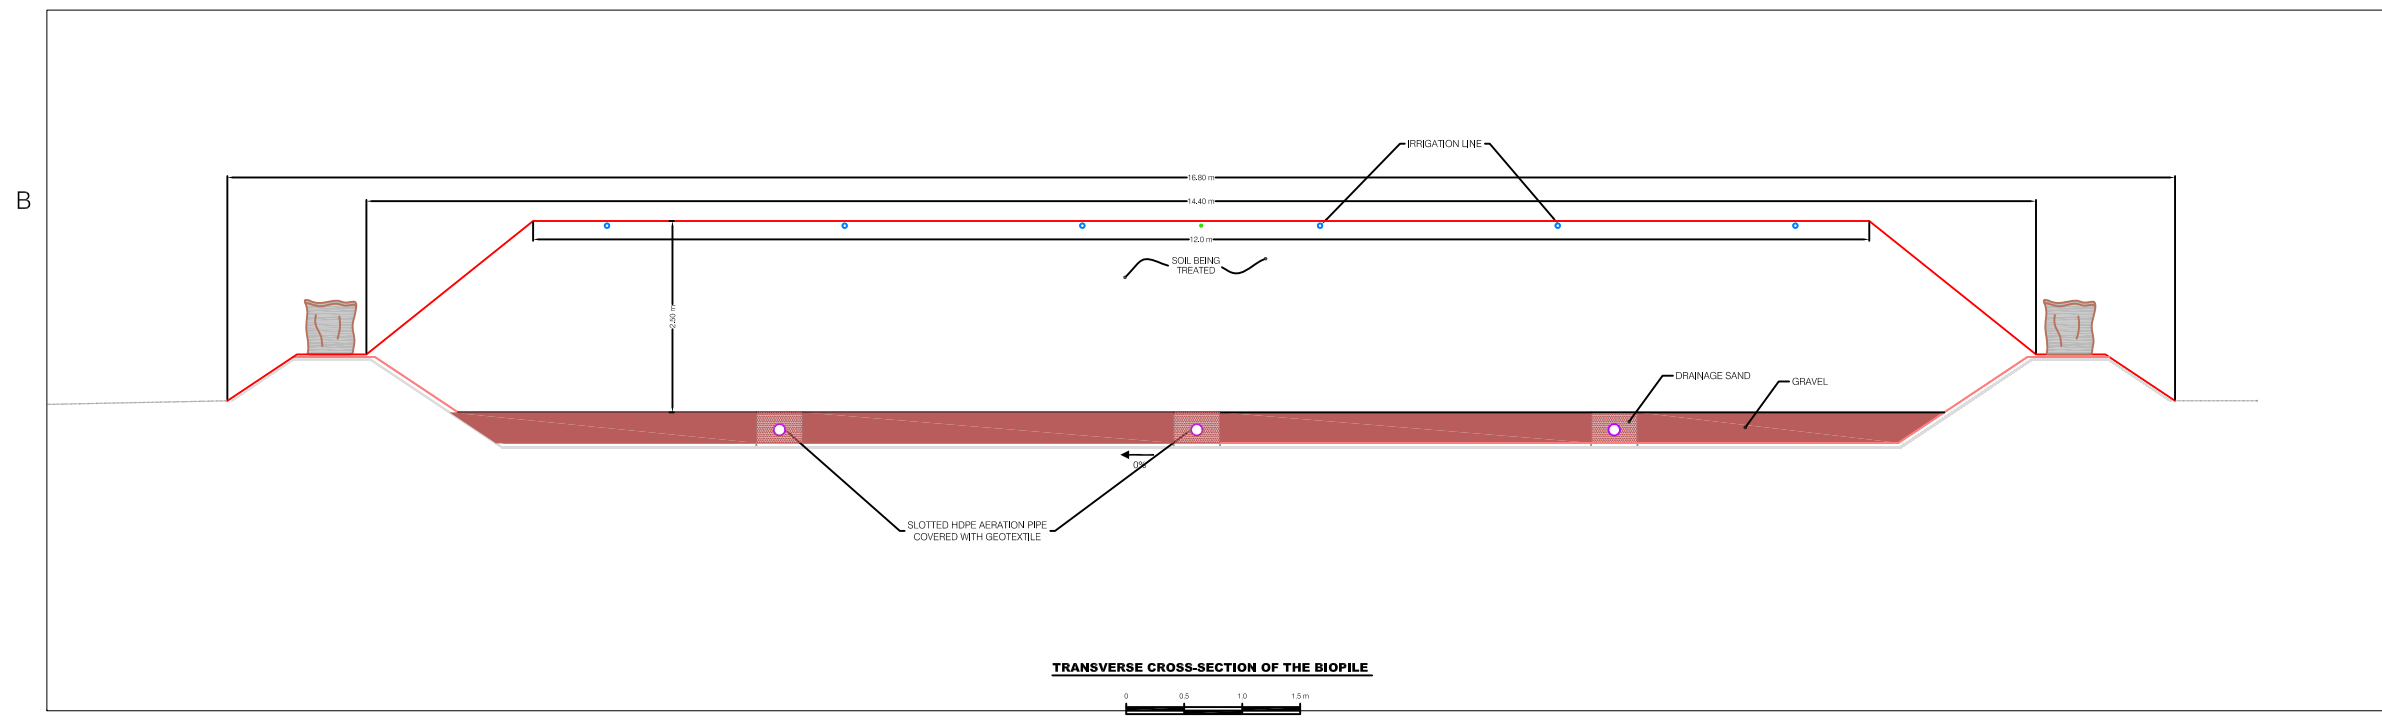 IRRIGATION LINE
16.80 m
B
14.40 m
12.0 m
SOIL BEING
TREATED
2.50 m
DRAINAGE SAND
GRAVEL
0%
SLOTTED HDPE AERATION PIPE
COVERED WITH GEOTEXTILE
TRANSVERSE CROSS-SECTION OF THE BIOPILE
0 0.5 1.0 1.5 m